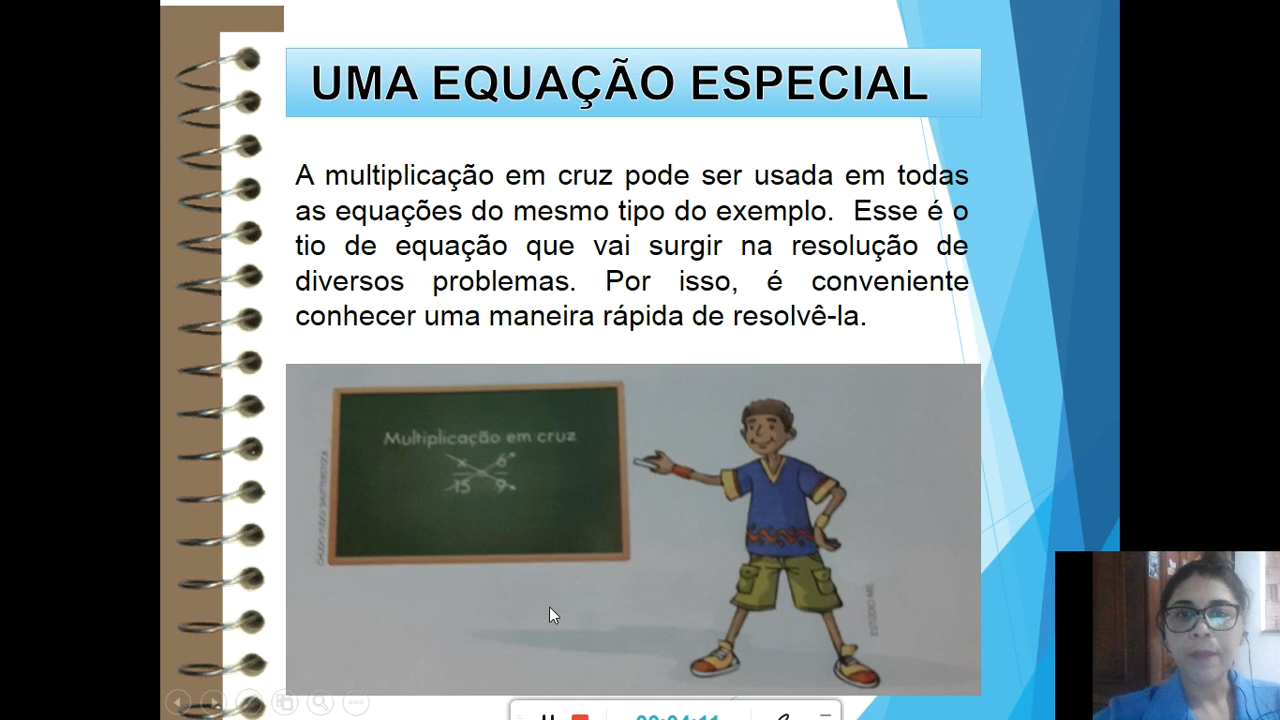 UMA EQUAÇÃO ESPECIAL
A multiplicação em cruz pode ser usada em todas
as equações do mesmo tipo do exemplo. Esse é o
tio de equação que vai surgir na resolução de
diversos problemas. Por isso, é conveniente
conhecer uma maneira rápida de resolvê-la.
Multiplicação em cruz
x 6
15 9